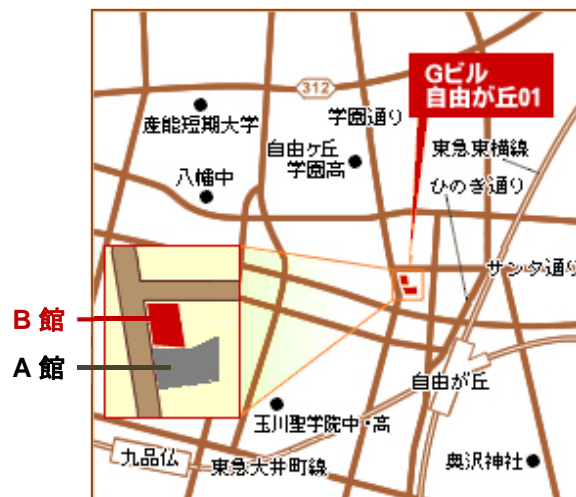 312
Gビル
自由が丘01
産能短期大学
学園通り
自由ヶ丘
学園高
東急東横線
八幡中
ひのき通り
サンタ通り
B館
A館
自由が丘
玉川聖学院中・高
九品仏
東急大井町線
奥沢神社